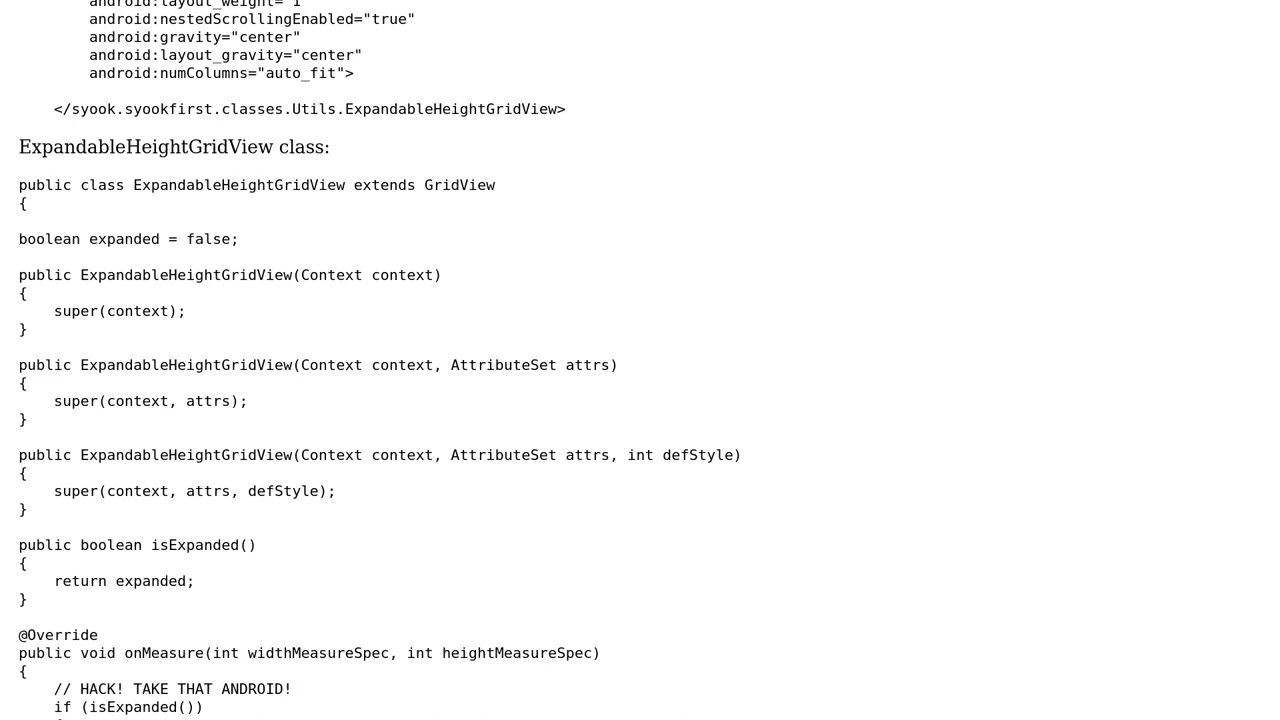 android:layout_weight="1"
android:nestedScrollingEnabled="true"
android:gravity="center"
android:layout_gravity="center"
android:numColumns="auto_fit">
</syook.syookfirst.classes.Utils.ExpandableHeightGridView>
ExpandableHeightGridView class:
public class ExpandableHeightGridView extends GridView
{
boolean expanded = false;
public ExpandableHeightGridView(Context context)
{
super(context);
}
public ExpandableHeightGridView(Context context, AttributeSet attrs)
{
super(context, attrs);
}
public ExpandableHeightGridView(Context context, AttributeSet attrs, int defStyle)
{
super(context, attrs, defStyle);
}
public boolean isExpanded()
{
return expanded;
}
@Override
public void onMeasure(int widthMeasureSpec, int heightMeasureSpec)
{
// HACK! TAKE THAT ANDROID!
if (isExpanded())